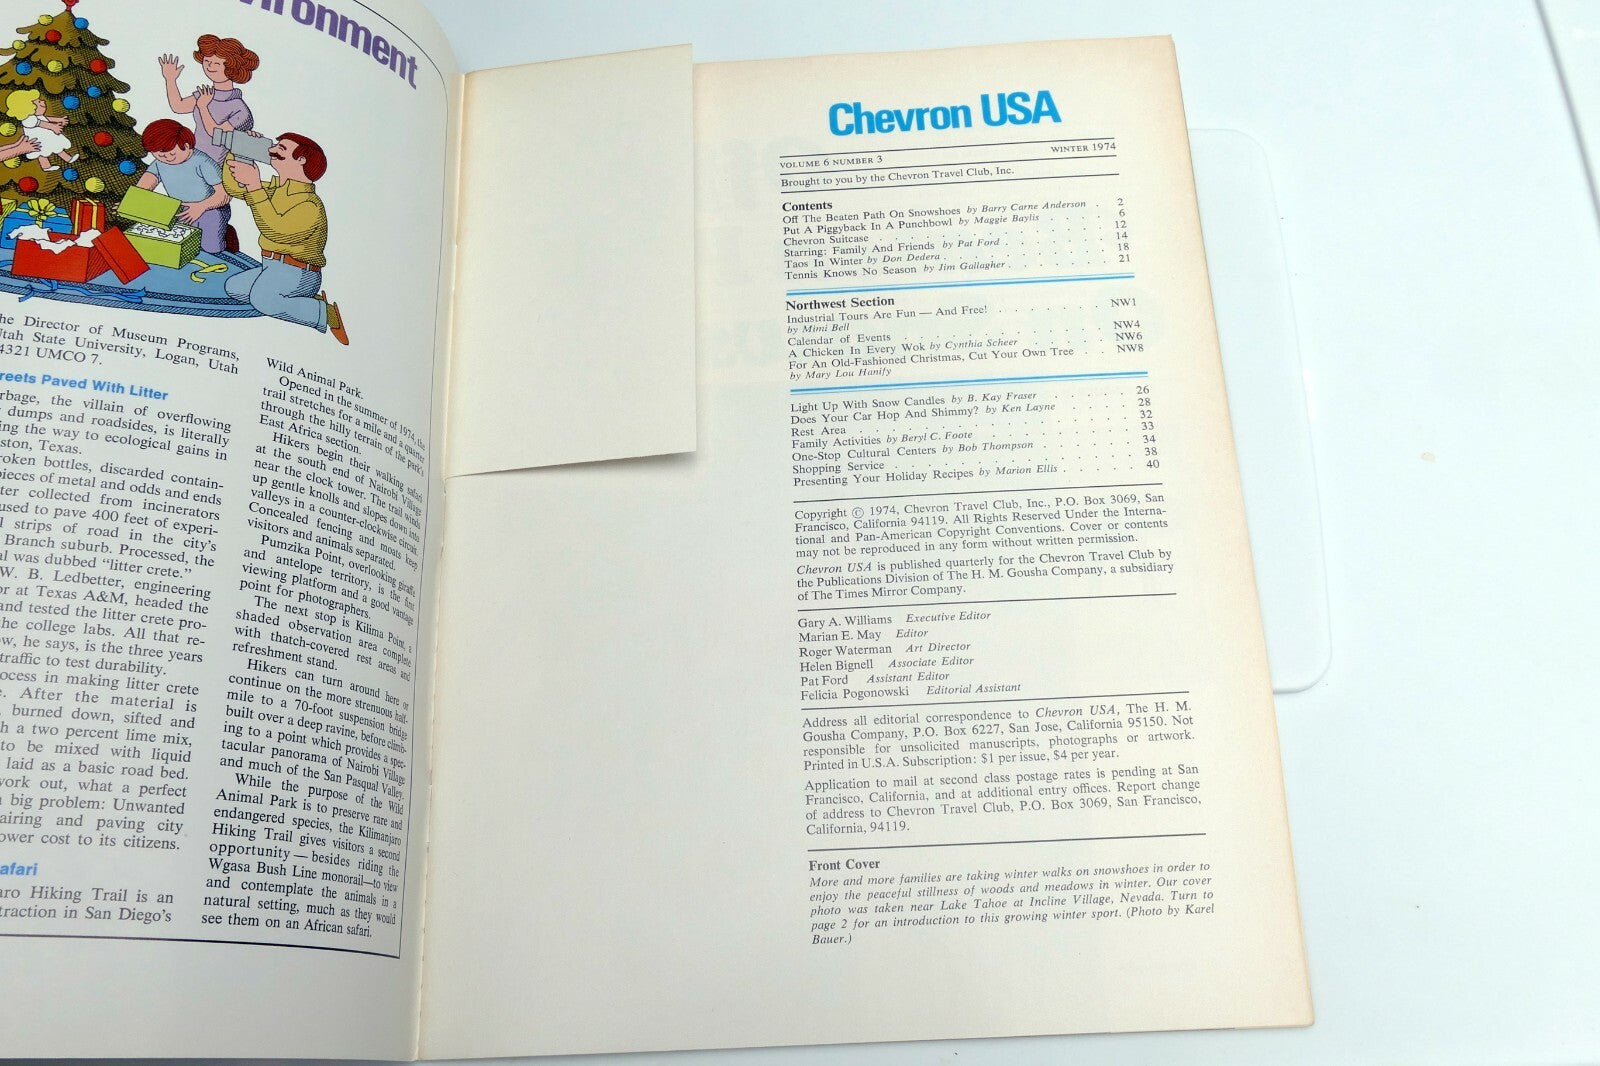 vironment
he Director of Museum Programs,
Utah State University, Logan, Utah
4321 UMCO 7.
reets Paved With Litter
rbage, the villain of overflowing
dumps and roadsides, is literally
ing the way to ecological gains in
ston, Texas.
roken bottles, discarded contain-
pieces of metal and odds and ends
ter collected from incinerators
used to pave 400 feet of experi-
l strips of road in the city's
Branch suburb. Processed, the
al was dubbed “litter crete.”
W. B. Ledbetter, engineering
or at Texas A&M, headed the
and tested the litter crete pro-
the college labs. All that re-
ow, he says, is the three years
traffic to test durability.
ocess in making litter crete
e. After the material is
, burned down, sifted and
h a two percent lime mix,
to be mixed with liquid
laid as a basic road bed.
work out, what a perfect
big problem: Unwanted
airing and paving city
ower cost to its citizens.
afari
aro Hiking Trail is an
traction in San Diego's
Wild Animal Park.
Opened in the summer of 1974, the
trail stretches for a mile and a quarter
through the hilly terrain of the park's
East Africa section.
Hikers begin their walking safari
at the south end of Nairobi Village
near the clock tower. The trail winds
up gentle knolls and slopes down into
valleys in a counter-clockwise circuit.
Concealed fencing and moats keep
visitors and animals separated.
Pumzika Point, overlooking giraffe
and antelope territory, is the first
viewing platform and a good vantage
point for photographers.
The next stop is Kilima Point, a
shaded observation area complete
with thatch-covered rest areas and
refreshment stand.
Hikers can turn around here or
continue on the more strenuous half-
mile to a 70-foot suspension bridge
built over a deep ravine, before climb-
ing to a point which provides a spec-
tacular panorama of Nairobi Village
and much of the San Pasqual Valley.
While the purpose of the Wild
Animal Park is to preserve rare and
endangered species, the Kilimanjaro
Hiking Trail gives visitors a second
opportunity — besides riding the
Wgasa Bush Line monorail—to view
and contemplate the animals in a
natural setting, much as they would
see them on an African safari.
Chevron USA
VOLUME 6 NUMBER 3 WINTER 1974
Brought to you by the Chevron Travel Club, Inc.
Contents
Off The Beaten Path On Snowshoes by Barry Carne Anderson . 2
Put A Piggyback In A Punchbowl by Maggie Baylis . . . . 6
Chevron Suitcase . . . . . . . . . . . . . 12
Starring: Family And Friends by Pat Ford . . . . . . . 14
Taos In Winter by Don Dedera . . . . . . . . . . 18
Tennis Knows No Season by Jim Gallagher . . . . . . . 21
Northwest Section
Industrial Tours Are Fun — And Free! . . . . . . . NW1
by Mimi Bell
Calendar of Events . . . . . . . . . . . . NW4
A Chicken In Every Wok by Cynthia Scheer . . . . . . NW6
For An Old-Fashioned Christmas, Cut Your Own Tree . . NW8
by Mary Lou Hanify
Light Up With Snow Candles by B. Kay Fraser . . . . . . 26
Does Your Car Hop And Shimmy? by Ken Layne . . . . 28
Rest Area . . . . . . . . . . . . . . . 32
Family Activities by Beryl C. Foote . . . . . . . . 33
One-Stop Cultural Centers by Bob Thompson . . . . . . 34
Shopping Service . . . . . . . . . . . . . 38
Presenting Your Holiday Recipes by Marion Ellis . . . . . 40
Copyright © 1974, Chevron Travel Club, Inc., P.O. Box 3069, San
Francisco, California 94119. All Rights Reserved Under the Interna-
tional and Pan-American Copyright Conventions. Cover or contents
may not be reproduced in any form without written permission.
Chevron USA is published quarterly for the Chevron Travel Club by
the Publications Division of The H. M. Gousha Company, a subsidiary
of The Times Mirror Company.
Gary A. Williams Executive Editor
Marian E. May Editor
Roger Waterman Art Director
Helen Bignell Associate Editor
Pat Ford Assistant Editor
Felicia Pogonowski Editorial Assistant
Address all editorial correspondence to Chevron USA, The H. M.
Gousha Company, P.O. Box 6227, San Jose, California 95150. Not
responsible for unsolicited manuscripts, photographs or artwork.
Printed in U.S.A. Subscription: $1 per issue, $4 per year.
Application to mail at second class postage rates is pending at San
Francisco, California, and at additional entry offices. Report change
of address to Chevron Travel Club, P.O. Box 3069, San Francisco,
California, 94119.
Front Cover
More and more families are taking winter walks on snowshoes in order to
enjoy the peaceful stillness of woods and meadows in winter. Our cover
photo was taken near Lake Tahoe at Incline Village, Nevada. Turn to
page 2 for an introduction to this growing winter sport. (Photo by Karel
Bauer.)